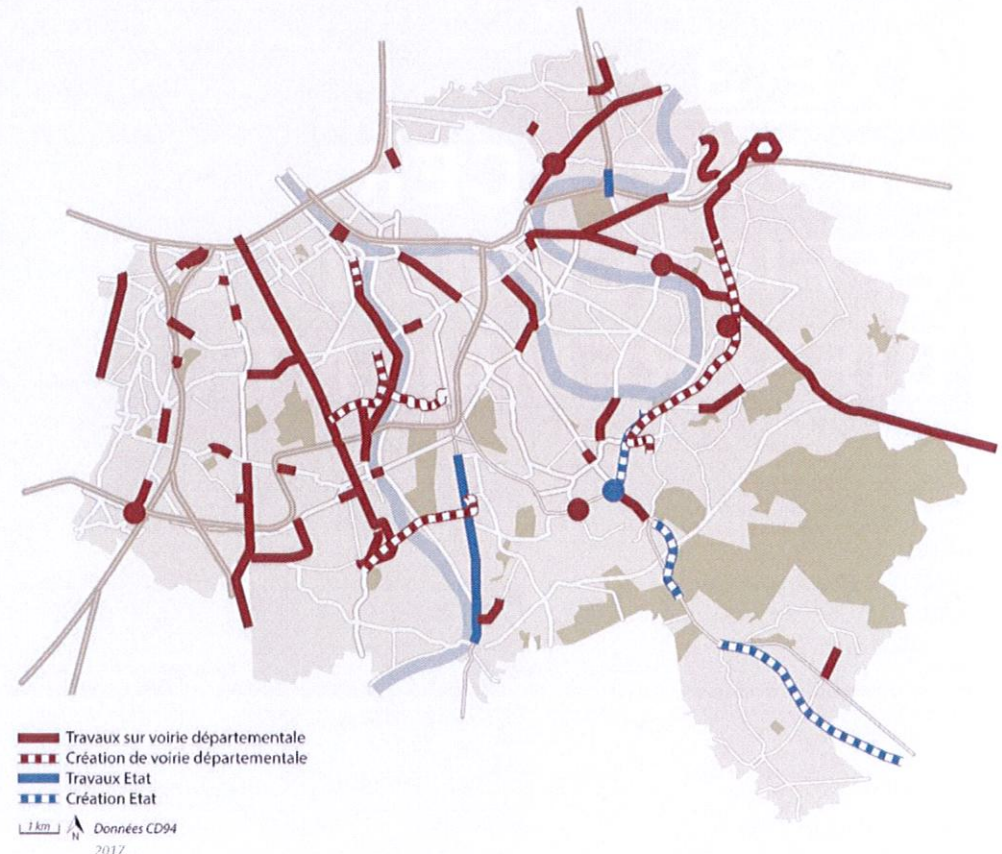 Travaux sur voirie départementale
Création de voirie départementale
Travaux Etat
Création Etat
1 km N Données CD94
2017